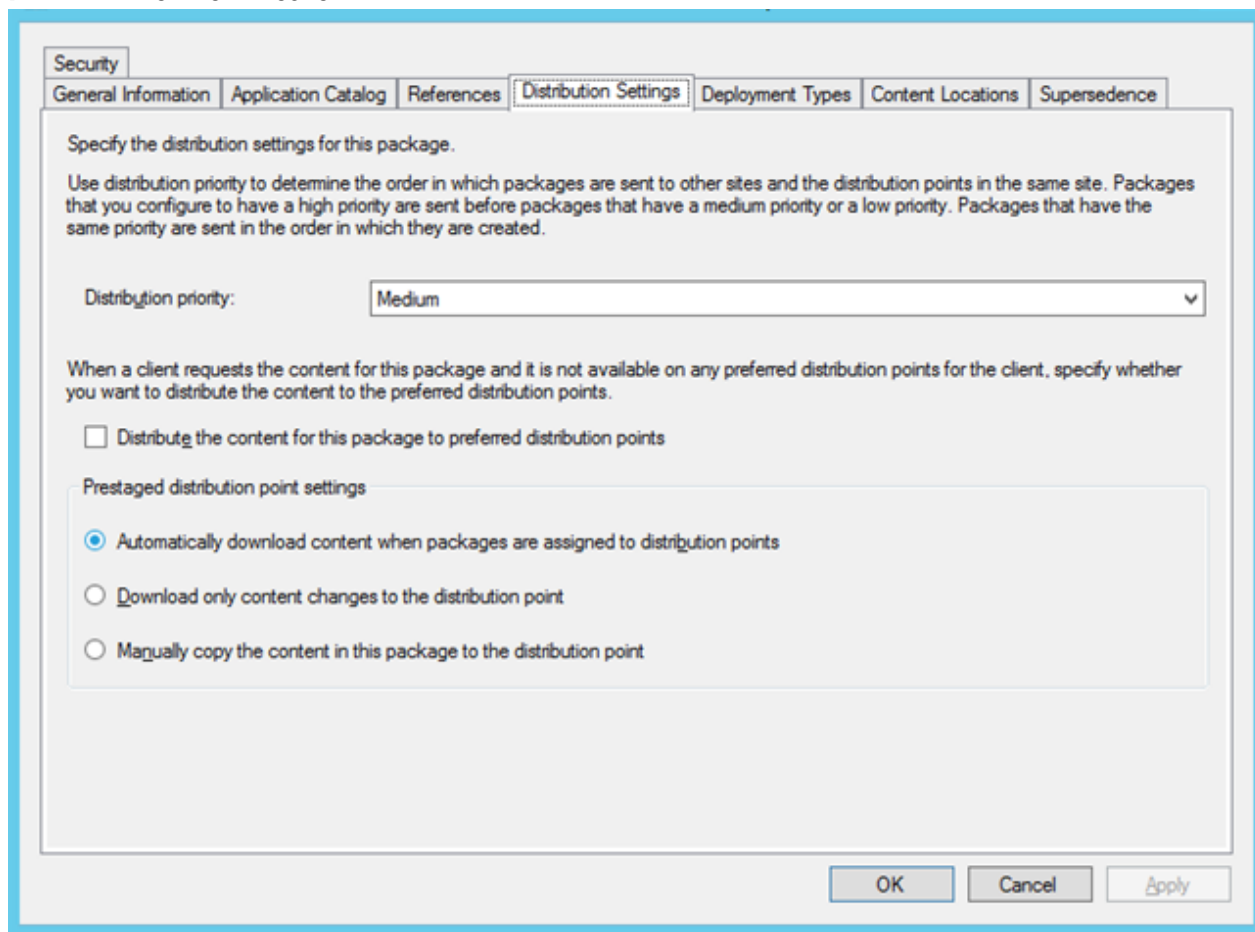 Security
General Information Application Catalog References Distribution Settings Deployment Types Content Locations Supersedence
Specify the distribution settings for this package.
Use distribution priority to determine the order in which packages are sent to other sites and the distribution points in the same site. Packages
that you configure to have a high priority are sent before packages that have a medium priority or a low priority. Packages that have the
same priority are sent in the order in which they are created.
Distribution priority: Medium
When a client requests the content for this package and it is not available on any preferred distribution points for the client, specify whether
you want to distribute the content to the preferred distribution points.
Distribute the content for this package to preferred distribution points
Prestaged distribution point settings
Automatically download content when packages are assigned to distribution points
Download only content changes to the distribution point
Manually copy the content in this package to the distribution point
OK Cancel Apply